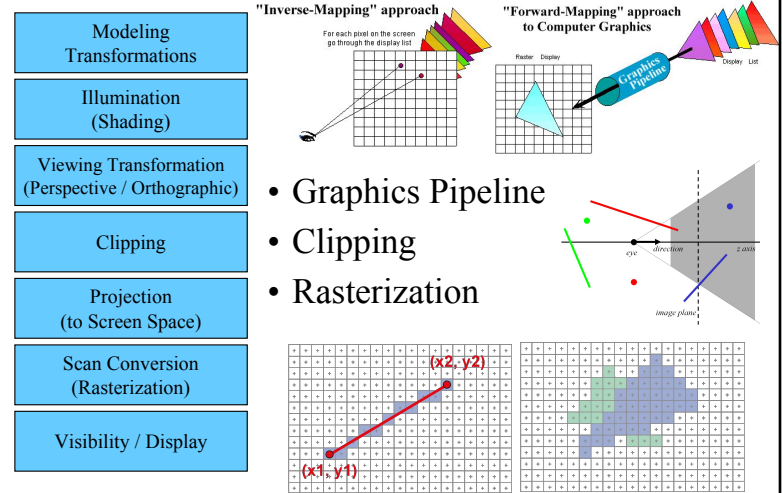 Modeling
Transformations
Illumination
(Shading)
Viewing Transformation
(Perspective / Orthographic)
Clipping
Projection
(to Screen Space)
Scan Conversion
(Rasterization)
Visibility / Display
"Inverse-Mapping" approach
For each pixel on the screen
go through the display list
"Forward-Mapping" approach
to Computer Graphics
Raster Display
Graphics
Pipeline
Display List
• Graphics Pipeline
• Clipping
• Rasterization
eye
direction
z axis
image plane
(x2, y2)
(x1, y1)